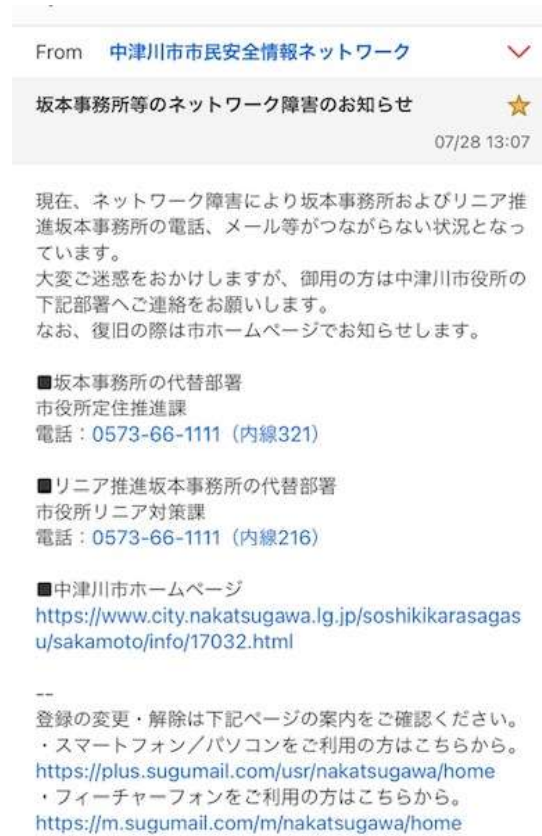 From 中津川市市民安全情報ネットワーク
坂本事務所等のネットワーク障害のお知らせ
07/28 13:07
現在、ネットワーク障害により坂本事務所およびリニア推
進坂本事務所の電話、メール等がつながらない状況となっ
ています。
大変ご迷惑をおかけしますが、御用の方は中津川市役所の
下記部署へご連絡をお願いします。
なお、復旧の際は市ホームページでお知らせします。
■坂本事務所の代替部署
市役所定住推進課
電話：0573-66-1111（内線321）
■リニア推進坂本事務所の代替部署
市役所リニア対策課
電話：0573-66-1111（内線216）
■中津川市ホームページ
https://www.city.nakatsugawa.lg.jp/soshikikarasagas
u/sakamoto/info/17032.html
--
登録の変更・解除は下記ページの案内をご確認ください。
・スマートフォン／パソコンをご利用の方はこちらから。
https://plus.sugumail.com/usr/nakatsugawa/home
・フィーチャーフォンをご利用の方はこちらから。
https://m.sugumail.com/m/nakatsugawa/home